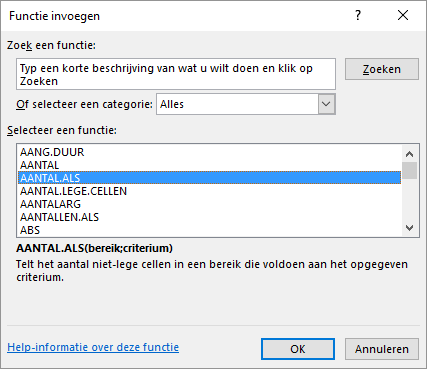 Functie invoegen
Zoek een functie:
Typ een korte beschrijving van wat u wilt doen en klik op
Zoeken
Zoeken
Of selecteer een categorie: Alles
Selecteer een functie:
AANG.DUUR
AANTAL
AANTAL.ALS
AANTAL.LEGE.CELLEN
AANTALARG
AANTALLEN.ALS
ABS
AANTAL.ALS(bereik;criterium)
Telt het aantal niet-lege cellen in een bereik die voldoen aan het opgegeven
criterium.
Help-informatie over deze functie
OK
Annuleren